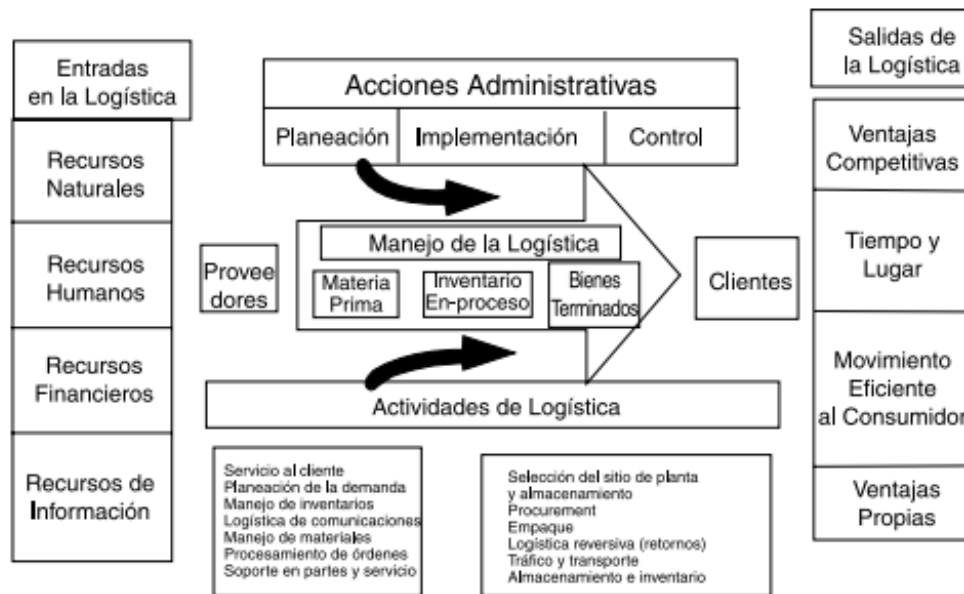 Entradas
en la Logística
Recursos
Naturales
Recursos
Humanos
Recursos
Financieros
Recursos de
Información
Acciones Administrativas
Planeación
Implementación
Control
Provee
dores
Manejo de la Logística
Materia
Prima
Inventario
En-proceso
Bienes
Terminados
Clientes
Actividades de Logística
Servicio al cliente
Planeación de la demanda
Manejo de inventarios
Logística de comunicaciones
Manejo de materiales
Procesamiento de órdenes
Soporte en partes y servicio
Selección del sitio de planta
y almacenamiento
Procurement
Empaque
Logística reversiva (retornos)
Tráfico y transporte
Almacenamiento e inventario
Salidas de
la Logística
Ventajas
Competitivas
Tiempo y
Lugar
Movimiento
Eficiente
al Consumidor
Ventajas
Propias